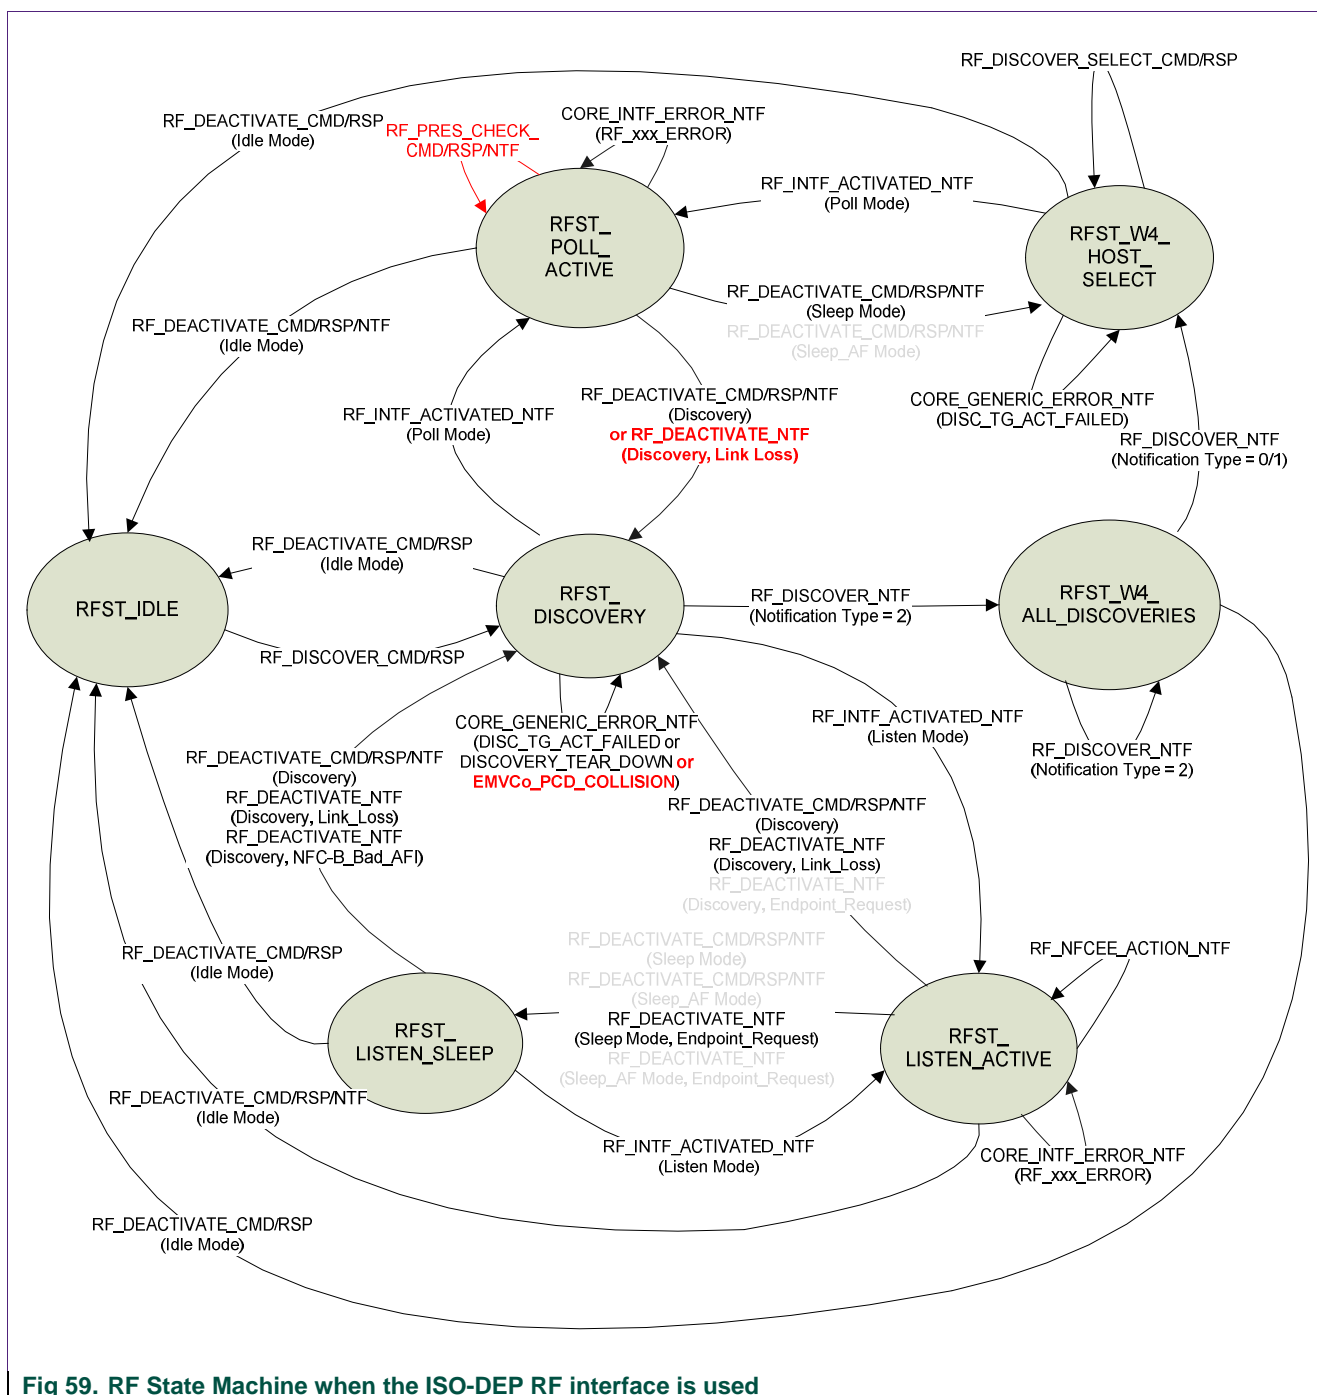 RF_DISCOVER_SELECT_CMD/RSP
RF_DEACTIVATE_CMD/RSP
(Idle Mode)
RF_PRES_CHECK_
CMD/RSP/NTF
CORE_INTF_ERROR_NTF
(RF_xxx_ERROR)
RF_INTF_ACTIVATED_NTF
(Poll Mode)
RFST_
POLL_
ACTIVE
RFST_W4_
HOST_
SELECT
RF_DEACTIVATE_CMD/RSP/NTF
(Sleep Mode)
RF_DEACTIVATE_CMD/RSP/NTF
(Sleep_AF Mode)
RF_DEACTIVATE_CMD/RSP/NTF
(Idle Mode)
RF_INTF_ACTIVATED_NTF
(Poll Mode)
RF_DEACTIVATE_CMD/RSP/NTF
(Discovery)
or RF_DEACTIVATE_NTF
(Discovery, Link Loss)
CORE_GENERIC_ERROR_NTF
(DISC_TG_ACT_FAILED)
RF_DISCOVER_NTF
(Notification Type = 0/1)
RF_DEACTIVATE_CMD/RSP
(Idle Mode)
RFST_IDLE
RFST_
DISCOVERY
RF_DISCOVER_NTF
(Notification Type = 2)
RFST_W4_
ALL_DISCOVERIES
RF_DISCOVER_CMD/RSP
CORE_GENERIC_ERROR_NTF
(DISC_TG_ACT_FAILED or
DISCOVERY_TEAR_DOWN or
EMVCo_PCD_COLLISION)
RF_INTF_ACTIVATED_NTF
(Listen Mode)
RF_DISCOVER_NTF
(Notification Type = 2)
RF_DEACTIVATE_CMD/RSP/NTF
(Discovery)
RF_DEACTIVATE_NTF
(Discovery, Link_Loss)
RF_DEACTIVATE_NTF
(Discovery, NFC-B_Bad_AFI)
RF_DEACTIVATE_CMD/RSP/NTF
(Discovery)
RF_DEACTIVATE_NTF
(Discovery, Link_Loss)
RF_DEACTIVATE_NTF
(Discovery, Endpoint_Request)
RF_DEACTIVATE_CMD/RSP
(Idle Mode)
RF_DEACTIVATE_CMD/RSP/NTF
(Sleep Mode)
RF_DEACTIVATE_CMD/RSP/NTF
(Sleep_AF Mode)
RF_DEACTIVATE_NTF
(Sleep Mode, Endpoint_Request)
RF_DEACTIVATE_NTF
(Sleep_AF Mode, Endpoint_Request)
RF_NFCEE_ACTION_NTF
RFST_
LISTEN_SLEEP
RFST_
LISTEN_ACTIVE
RF_DEACTIVATE_CMD/RSP/NTF
(Idle Mode)
RF_INTF_ACTIVATED_NTF
(Listen Mode)
CORE_INTF_ERROR_NTF
(RF_xxx_ERROR)
RF_DEACTIVATE_CMD/RSP
(Idle Mode)
Fig 59. RF State Machine when the ISO-DEP RF interface is used